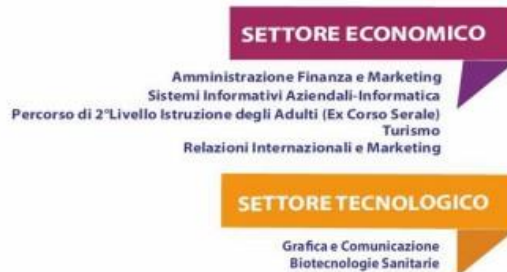 SETTORE ECONOMICO
Amministrazione Finanza e Marketing
Sistemi Informativi Aziendali-Informatica
Percorso di 2°Livello Istruzione degli Adulti (Ex Corso Serale)
Turismo
Relazioni Internazionali e Marketing
SETTORE TECNOLOGICO
Grafica e Comunicazione
Biotecnologie Sanitarie